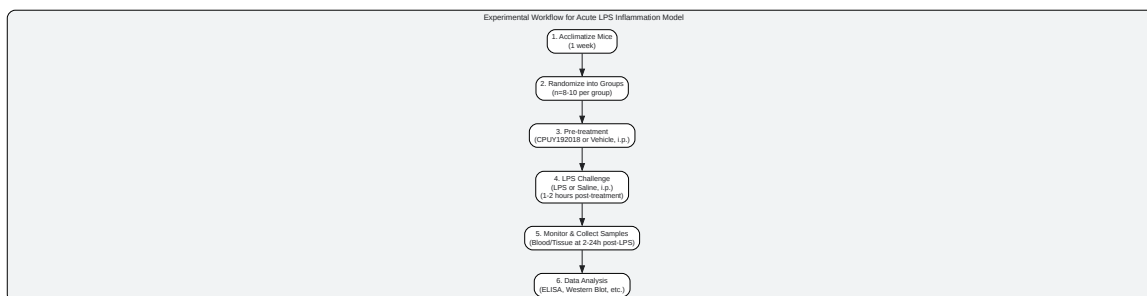 Experimental Workflow for Acute LPS Inflammation Model
1. Acclimatize Mice
(1 week)
2. Randomize into Groups
(n=8-10 per group)
3. Pre-treatment
(CPUY192018 or Vehicle, i.p.)
4. LPS Challenge
(LPS or Saline, i.p.)
(1-2 hours post-treatment)
5. Monitor & Collect Samples
(Blood/Tissue at 2-24h post-LPS)
6. Data Analysis
(ELISA, Western Blot, etc.)